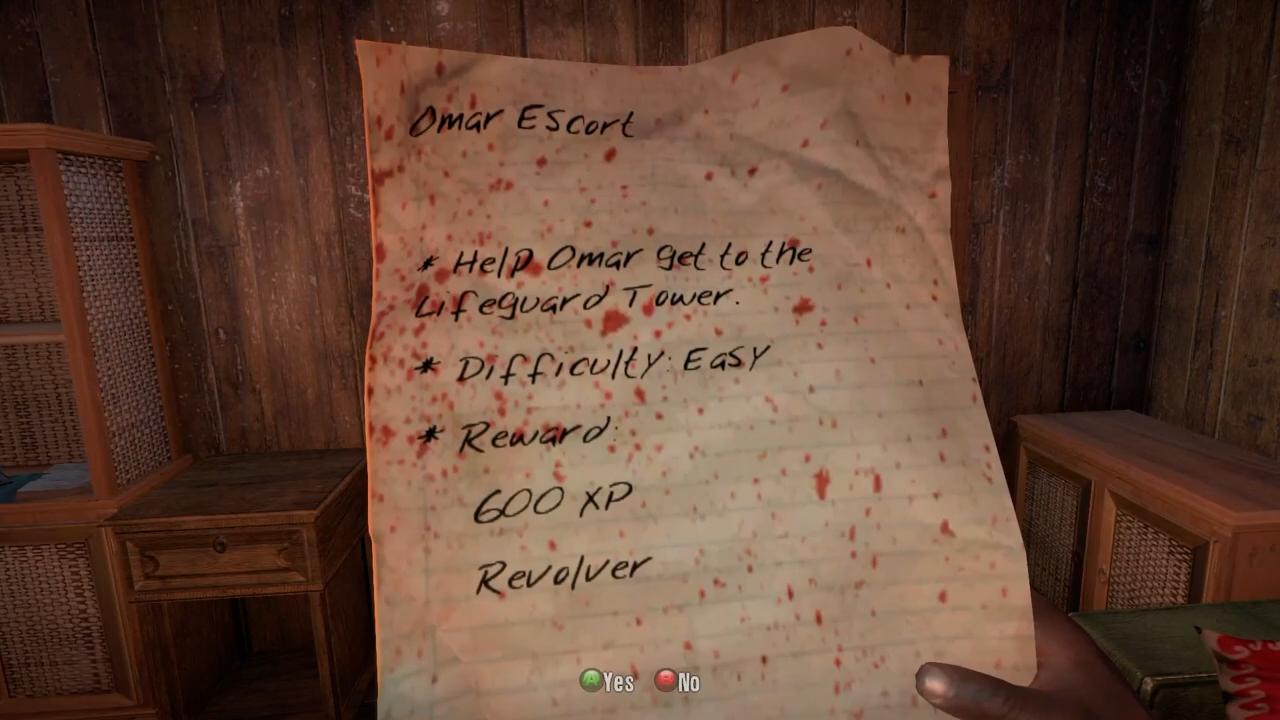 Omar Escort
* Help Omar get to the
Lifeguard Tower.
* Difficulty: Easy
* Reward:
600 XP
Revolver
A Yes B No